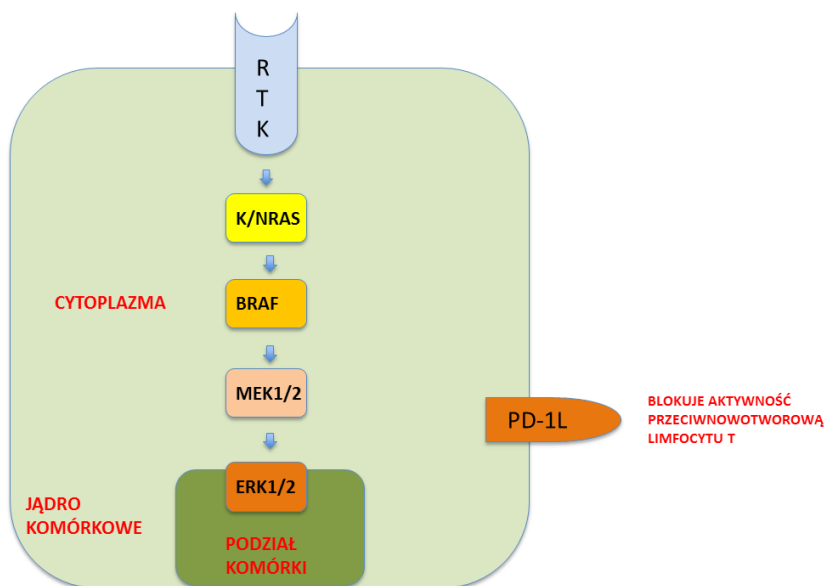 R
T
K
K/NRAS
CYTOPLAZMA
BRAF
MEK1/2
PD-1L
BLOKUJE AKTYWNOŚĆ
PRZECIWNOWOTWOROWĄ
LIMFOCYTU T
ERK1/2
JĄDRO
KOMÓRKOWE
PODZIAŁ
KOMÓRKI